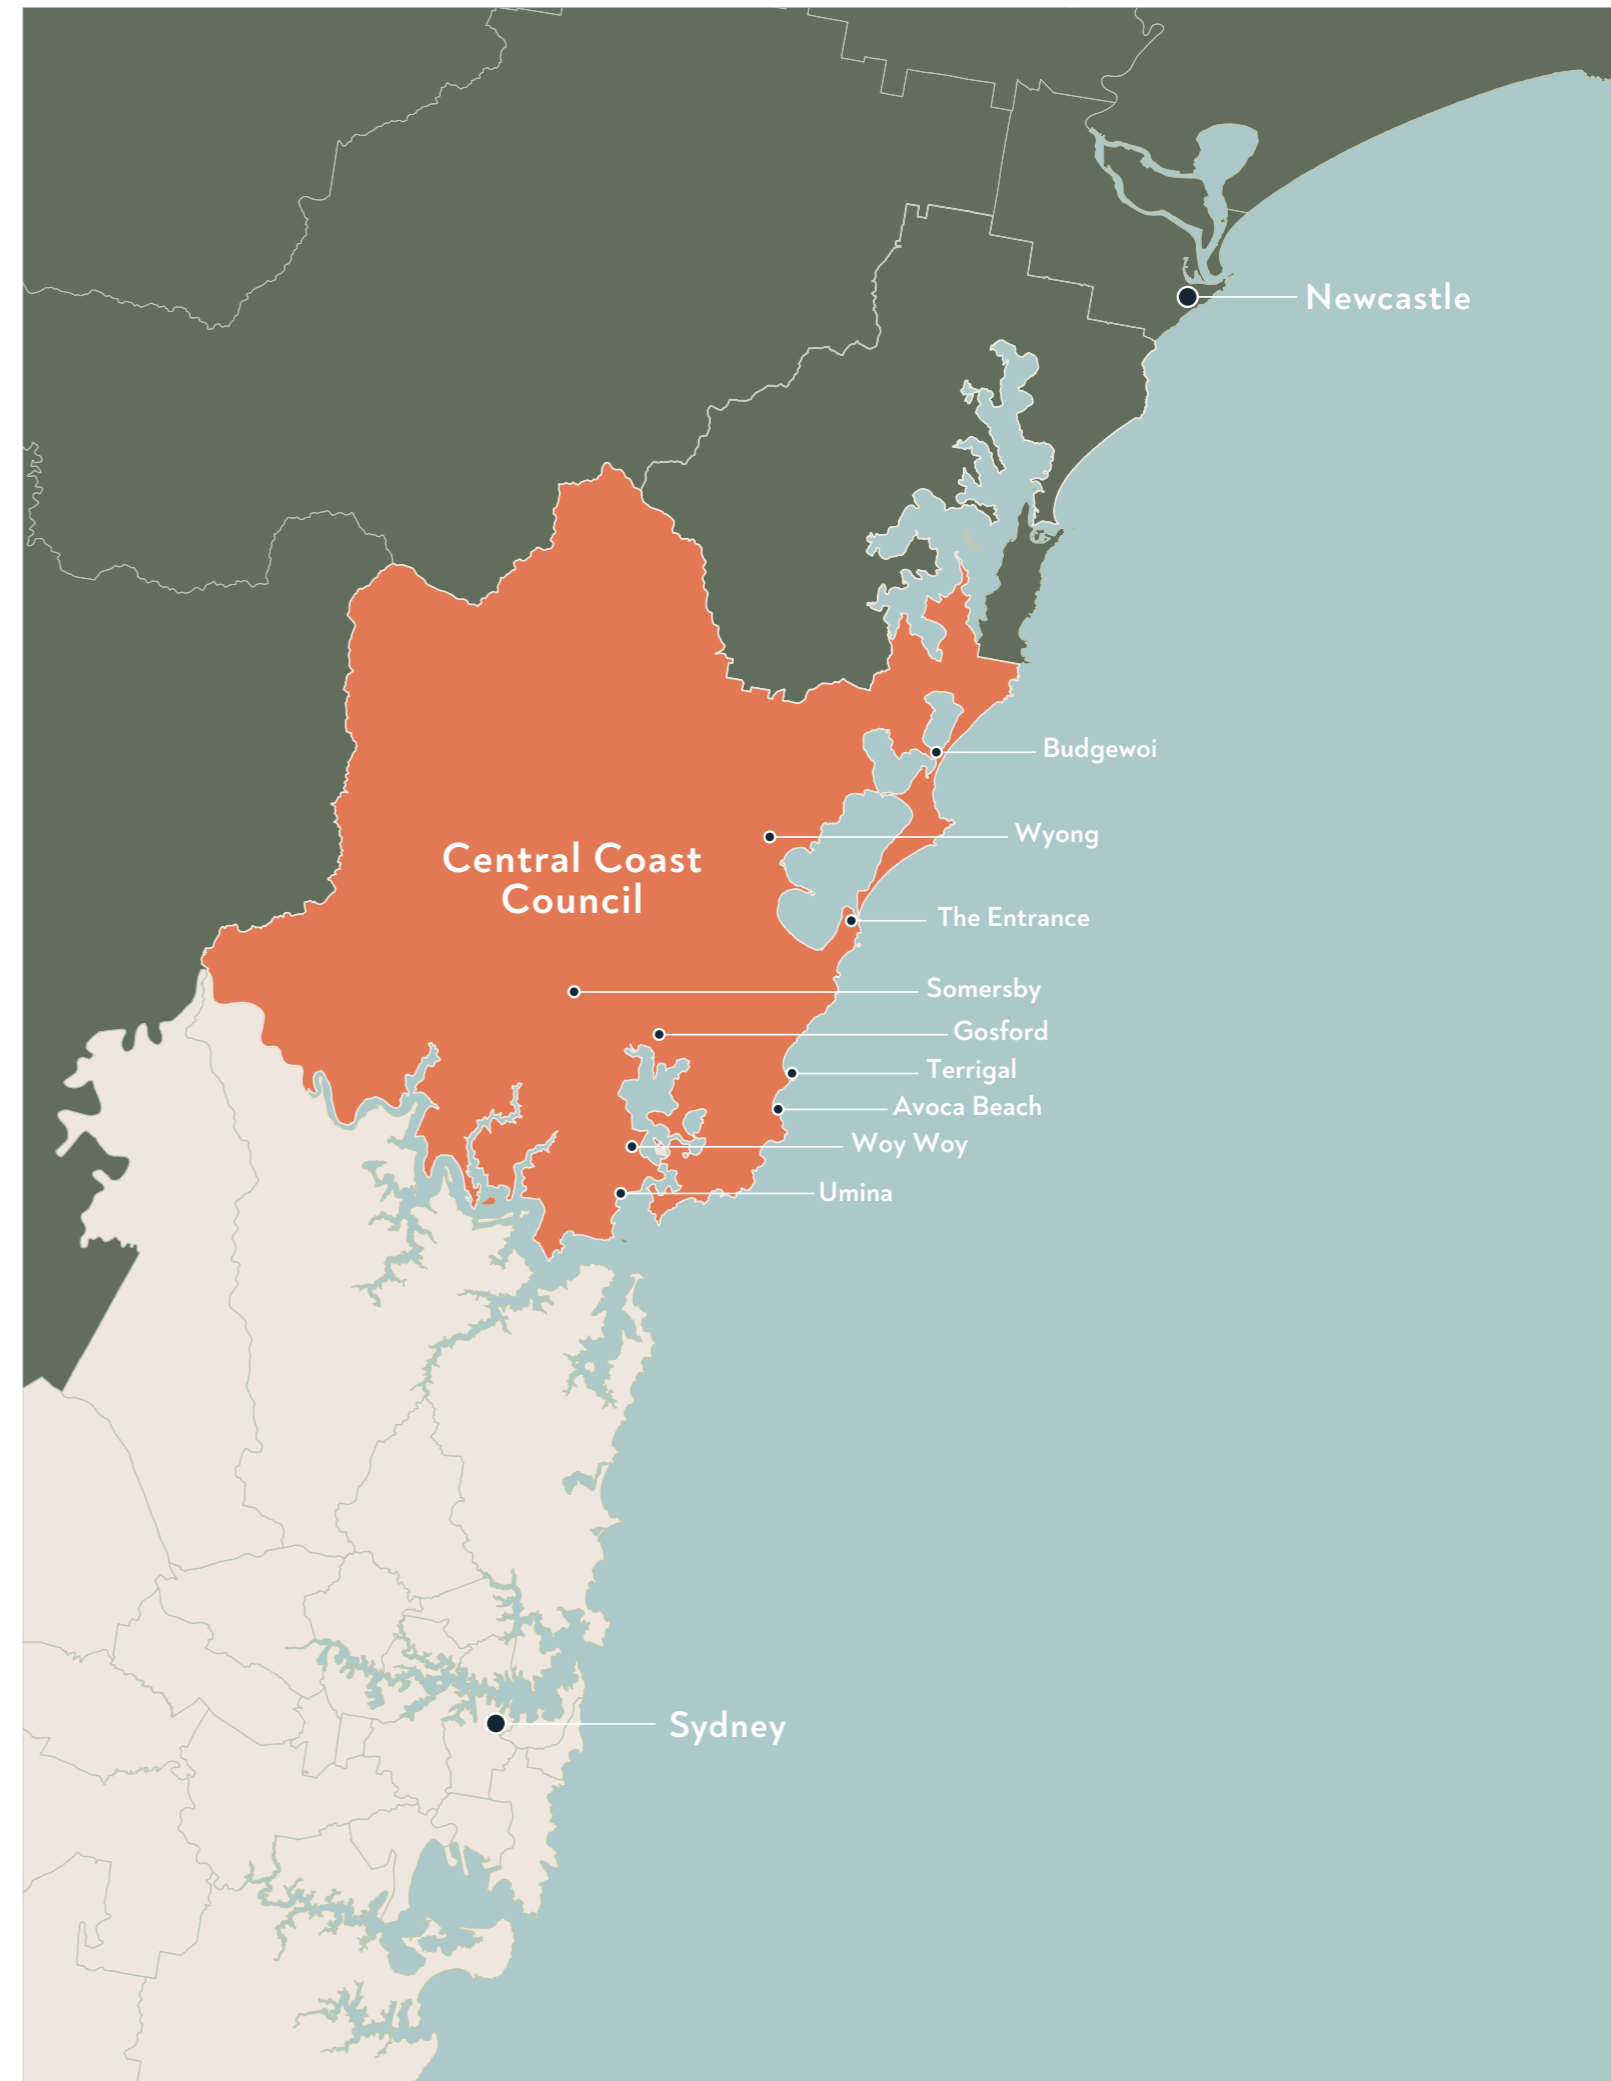 Newcastle
Budgewoi
Wyong
Central Coast
Council
The Entrance
Somersby
Gosford
Terrigal
Avoca Beach
Woy Woy
Umina
Sydney